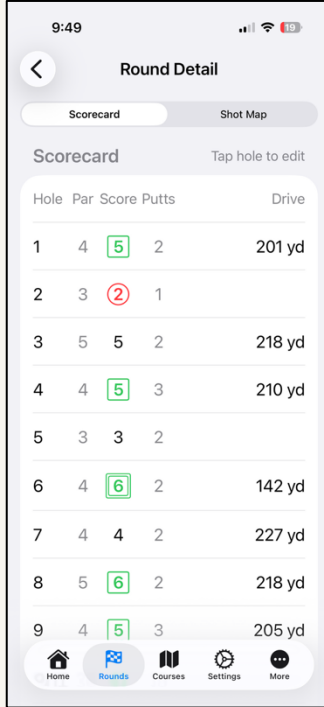 9:49 19
Round Detail
Scorecard Shot Map
Scorecard Tap hole to edit
Hole Par Score Putts Drive
1 4 5 2 201 yd
2 3 2 1
3 5 5 2 218 yd
4 4 5 3 210 yd
5 3 3 2
6 4 6 2 142 yd
7 4 4 2 227 yd
8 5 6 2 218 yd
9 4 5 3 205 yd
Home Rounds Courses Settings More